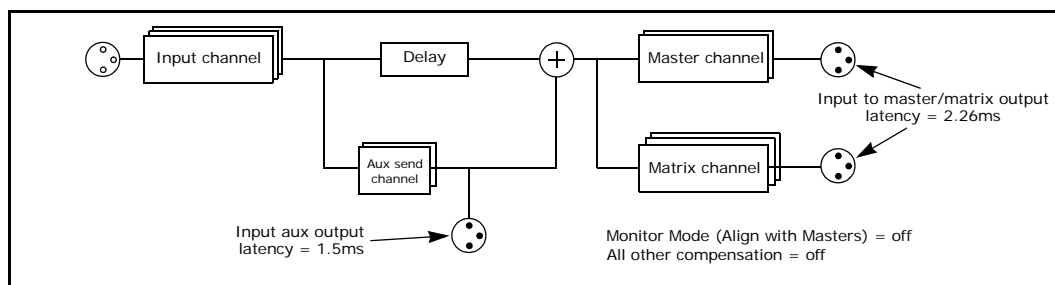 Input channel
Delay
+
Master channel
Input to master/matrix output
latency = 2.26ms
Aux send
channel
Matrix channel
Input aux output
latency = 1.5ms
Monitor Mode (Align with Masters) = off
All other compensation = off